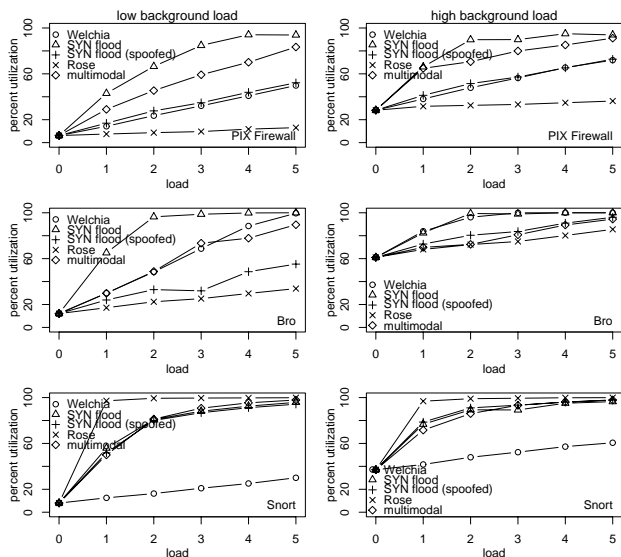 low background load
percent utilization
0 20 60 100
Welchia
SYN flood
SYN flood (spoofed)
Rose
multimodal
PIX Firewall
0 1 2 3 4 5
load
high background load
percent utilization
0 20 60 100
Welchia
SYN flood
SYN flood (spoofed)
Rose
multimodal
PIX Firewall
0 1 2 3 4 5
load
percent utilization
0 20 60 100
Welchia
SYN flood
SYN flood (spoofed)
Rose
multimodal
Bro
0 1 2 3 4 5
load
percent utilization
0 20 60 100
Welchia
SYN flood
SYN flood (spoofed)
Rose
multimodal
Bro
0 1 2 3 4 5
load
percent utilization
0 20 60 100
Welchia
SYN flood
SYN flood (spoofed)
Rose
multimodal
Snort
0 1 2 3 4 5
load
percent utilization
0 20 60 100
Welchia
SYN flood
SYN flood (spoofed)
Rose
multimodal
Snort
0 1 2 3 4 5
load